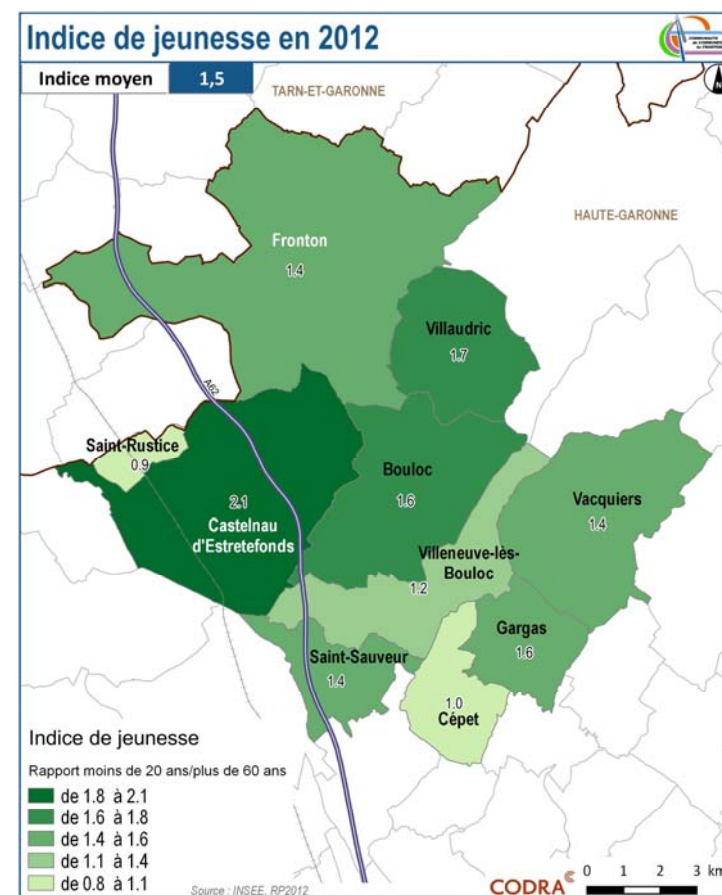 Indice de jeunesse en 2012
Indice moyen 1,5
N
TARN-ET-GARONNE
HAUTE-GARONNE
Fronton
1.4
Villaudric
1.7
A62
Saint-Rustice
0.9
Bouloc
1.6
2.1
Castelnau
d'Estretefonds
Vacquiers
1.4
Villeneuve-lès-
Bouloc
1.2
Gargas
1.6
Saint-Sauveur
1.4
1.0
Cépet
Indice de jeunesse
Rapport moins de 20 ans/plus de 60 ans
de 1.8 à 2.1
de 1.6 à 1.8
de 1.4 à 1.6
de 1.1 à 1.4
de 0.8 à 1.1
Source : INSEE, RP2012
CODRA
0 1 2 3 km